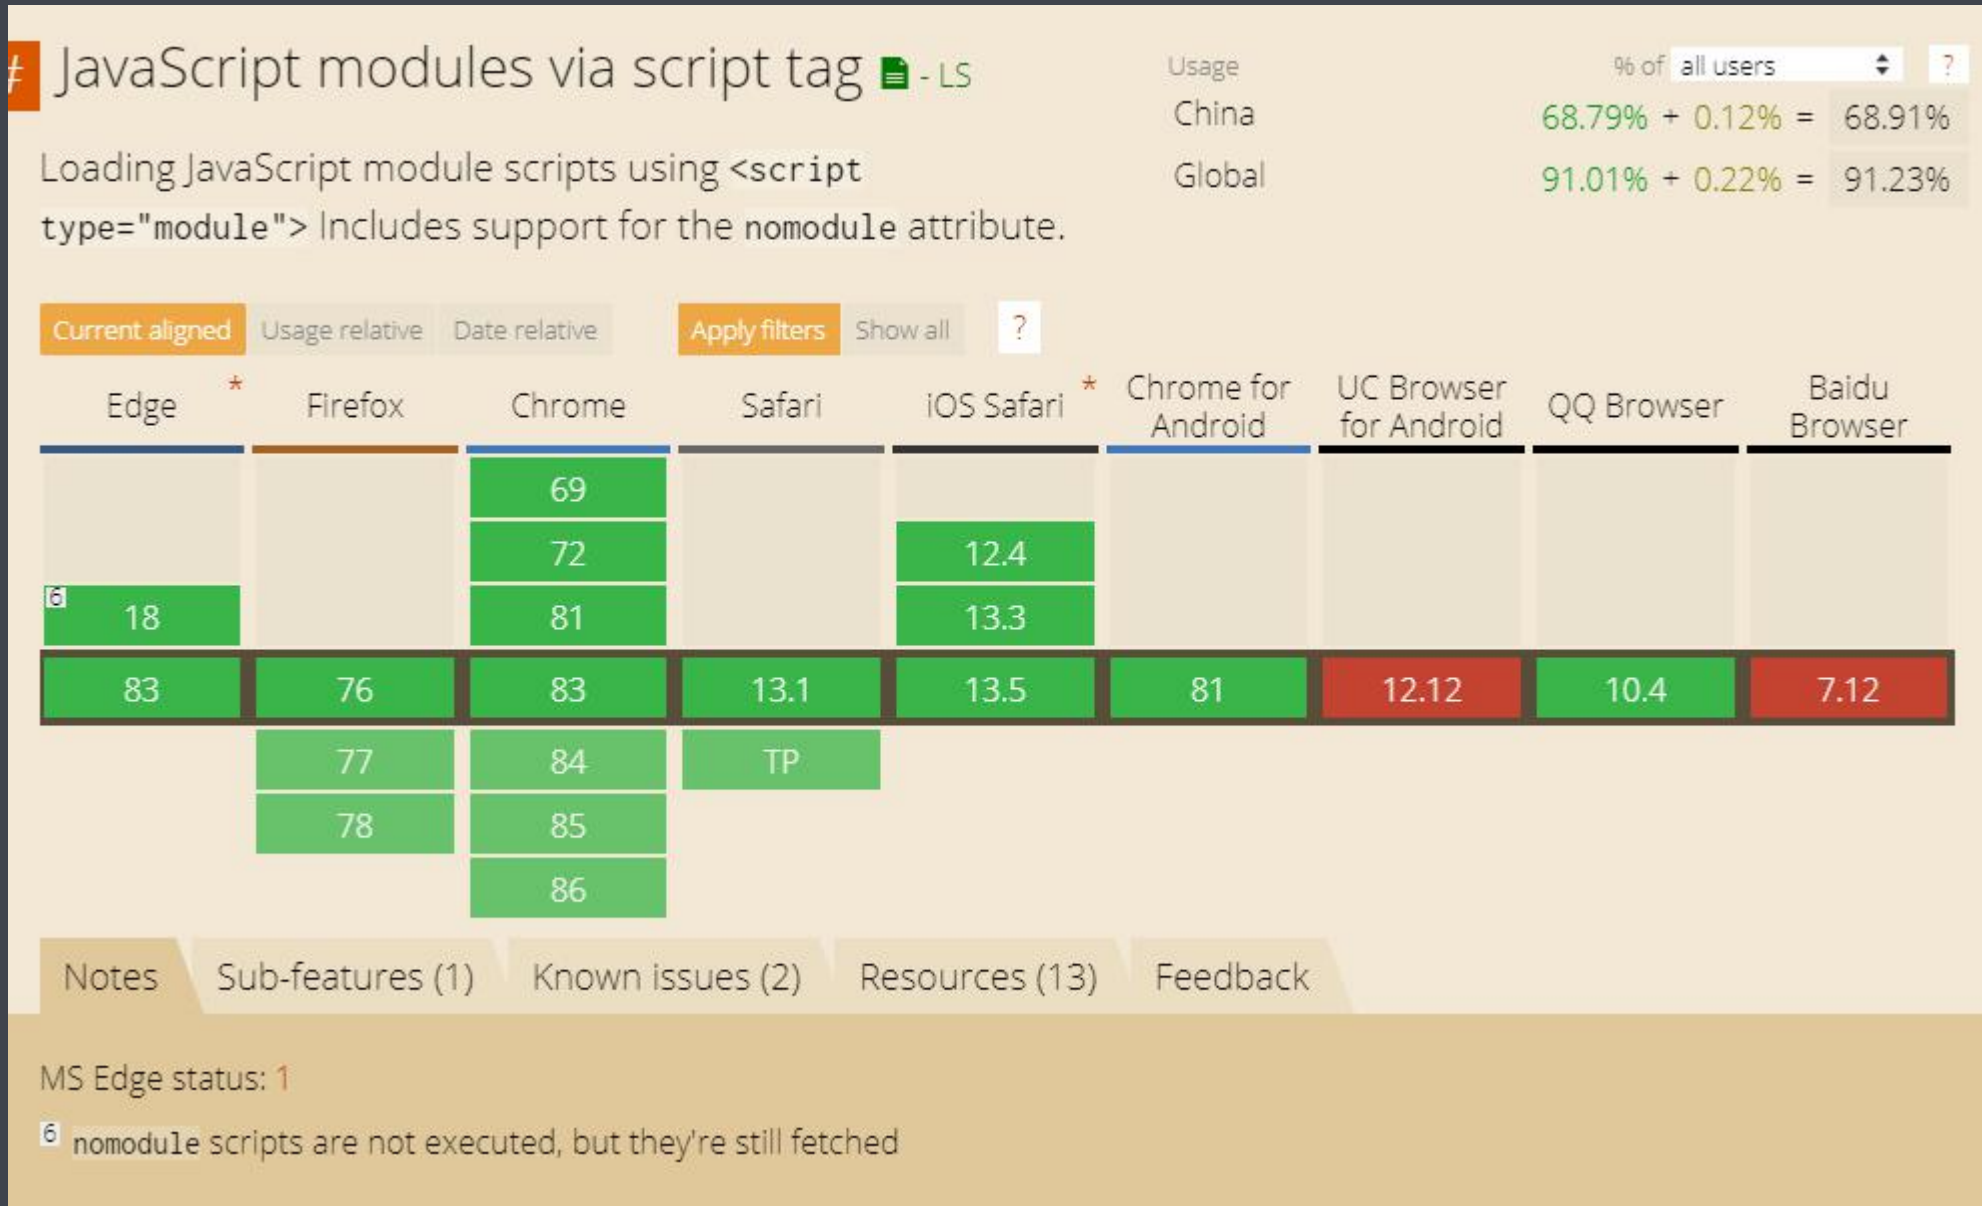 # JavaScript modules via script tag - LS
Usage % of all users ?
China 68.79% + 0.12% = 68.91%
Global 91.01% + 0.22% = 91.23%
Loading JavaScript module scripts using <script
type="module"> Includes support for the nomodule attribute.
Current aligned Usage relative Date relative Apply filters Show all ?
Edge * Firefox Chrome Safari iOS Safari * Chrome for Android UC Browser for Android QQ Browser Baidu Browser
69
72 12.4
6 18 81 13.3
83 76 83 13.1 13.5 81 12.12 10.4 7.12
77 84 TP
78 85
86
Notes Sub-features (1) Known issues (2) Resources (13) Feedback
MS Edge status: 1
6 nomodule scripts are not executed, but they're still fetched